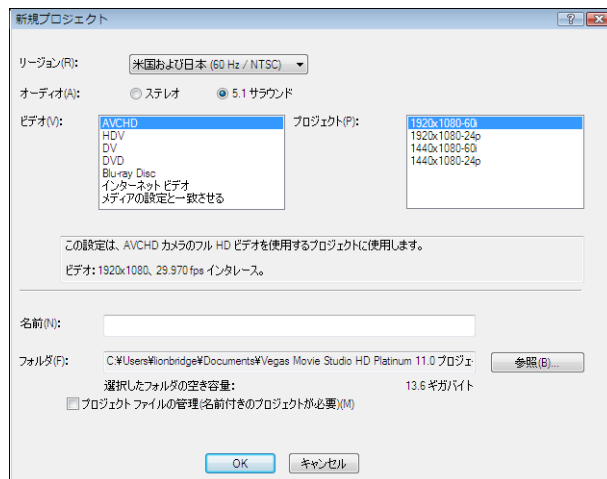 新規プロジェクト
リージョン(R): 米国および日本 (60 Hz / NTSC)
オーディオ(A): ステレオ 5.1 サラウンド
ビデオ(V): プロジェクト(P):
AVCHD
HDV
DV
DVD
Blu-ray Disc
インターネット ビデオ
メディアの設定と一致させる
1920x1080-60i
1920x1080-24p
1440x1080-60i
1440x1080-24p
この設定は、AVCHD カメラのフル HD ビデオを使用するプロジェクトに使用します。
ビデオ: 1920x1080、29.970 fps インタレース。
名前(N):
フォルダ(F): C:¥Users¥lionbridge¥Documents¥Vegas Movie Studio HD Platinum 11.0 プロジェ 参照(B)...
選択したフォルダの空き容量: 13.6 ギガバイト
プロジェクト ファイルの管理(名前付きのプロジェクトが必要)(M)
OK キャンセル